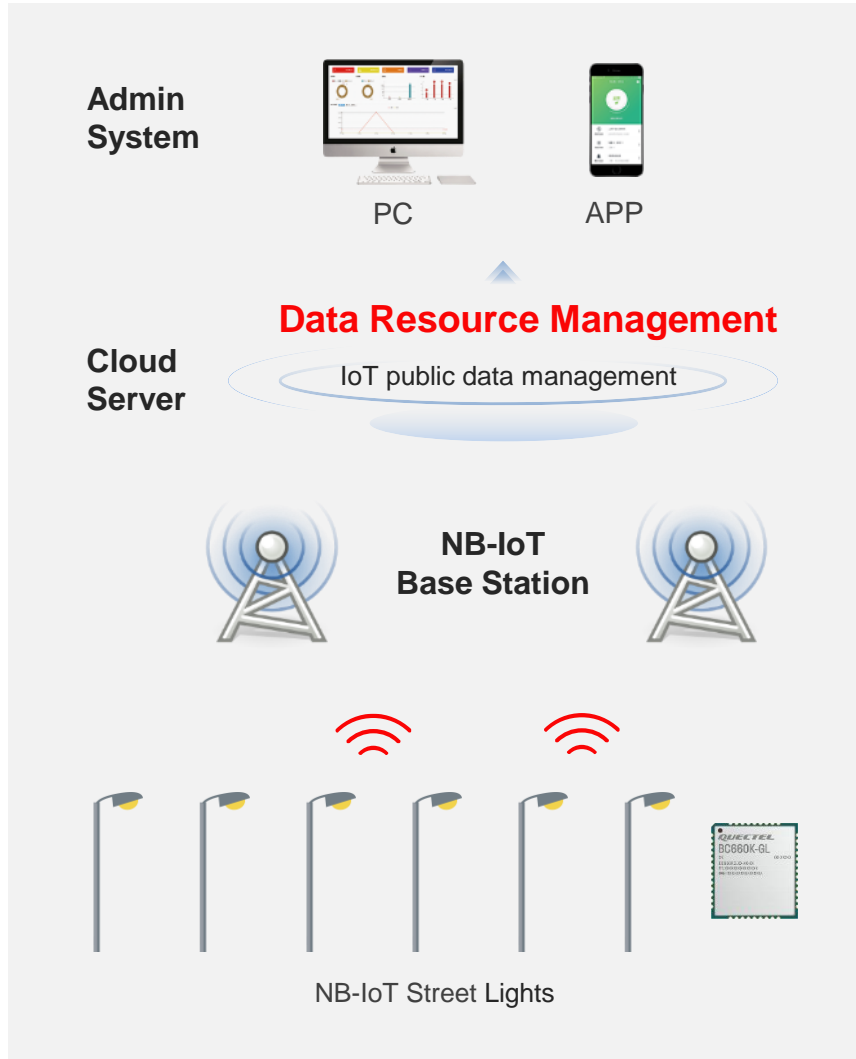 Admin
System
PC
APP
Data Resource Management
Cloud
Server
IoT public data management
NB-IoT
Base Station
QUECTEL
BC660K-GL
NB-IoT Street Lights